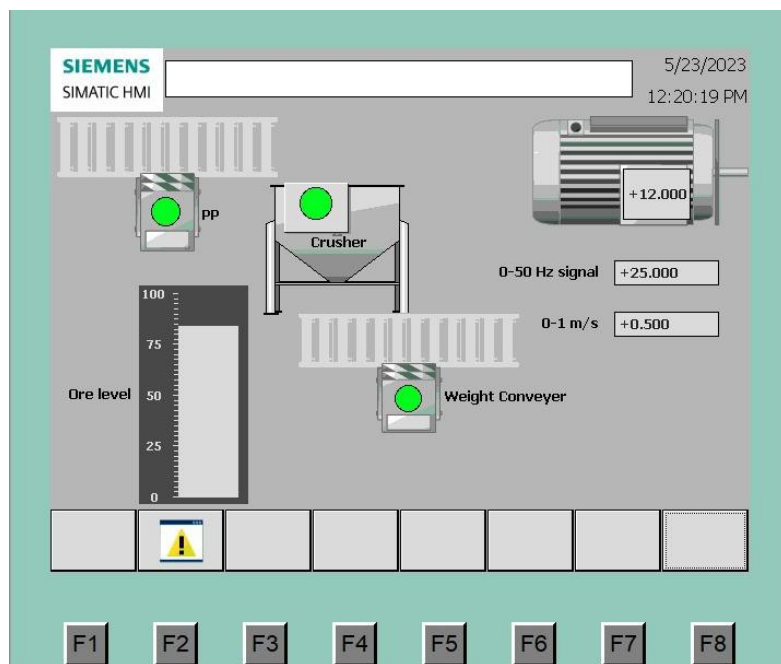 SIEMENS
SIMATIC HMI
5/23/2023
12:20:19 PM
PP
Crusher
+12.000
0-50 Hz signal
+25.000
0-1 m/s
+0.500
100
75
Ore level
50
25
0
Weight Conveyer
F1
F2
F3
F4
F5
F6
F7
F8